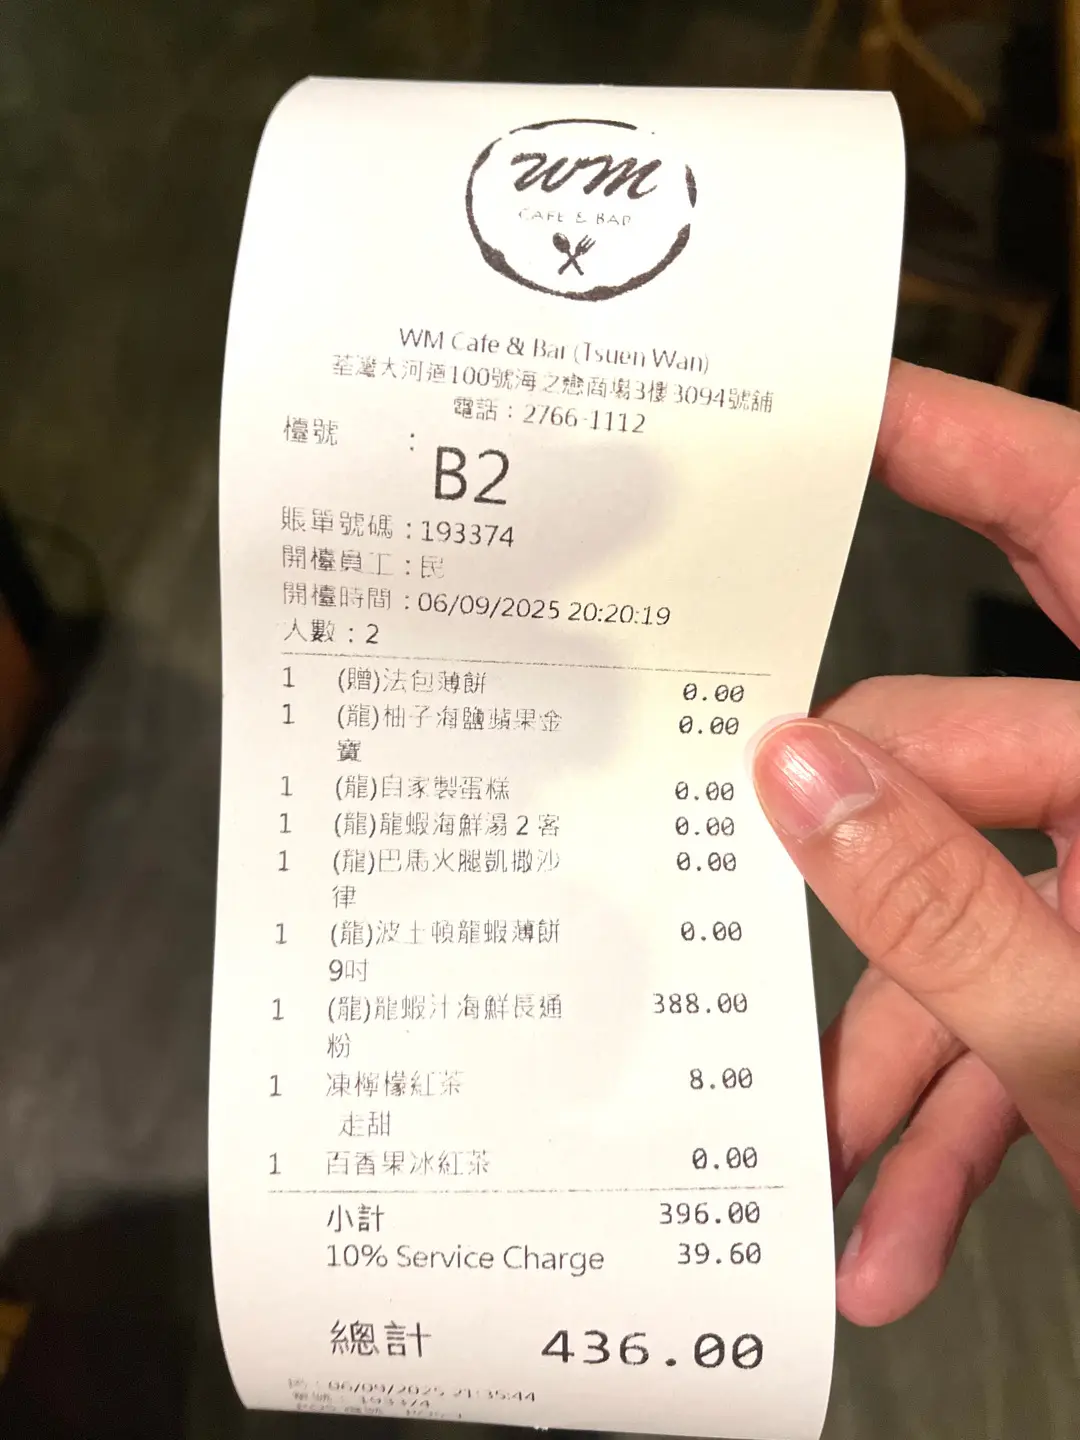 WM
CAFE & BAR
WM Cafe & Bar (Tsuen Wan)
荃灣大河道100號海之戀商場3樓3094號舖
電話：2766-1112
檯號 ：
B2
賬單號碼：193374
開檯員工：民
開檯時間：06/09/2025 20:20:19
人數：2
1 (贈)法包薄餅 0.00
1 (龍)柚子海鹽蘋果金 0.00
寶
1 (龍)自家製蛋糕 0.00
1 (龍)龍蝦海鮮湯2客 0.00
1 (龍)巴馬火腿凱撒沙 0.00
律
1 (龍)波士頓龍蝦薄餅 0.00
9吋
1 (龍)龍蝦汁海鮮長通 388.00
粉
1 凍檸檬紅茶 8.00
走甜
1 百香果冰紅茶 0.00
小計 396.00
10% Service Charge 39.60
總計 436.00
06/09/2025 21:35:44
193374